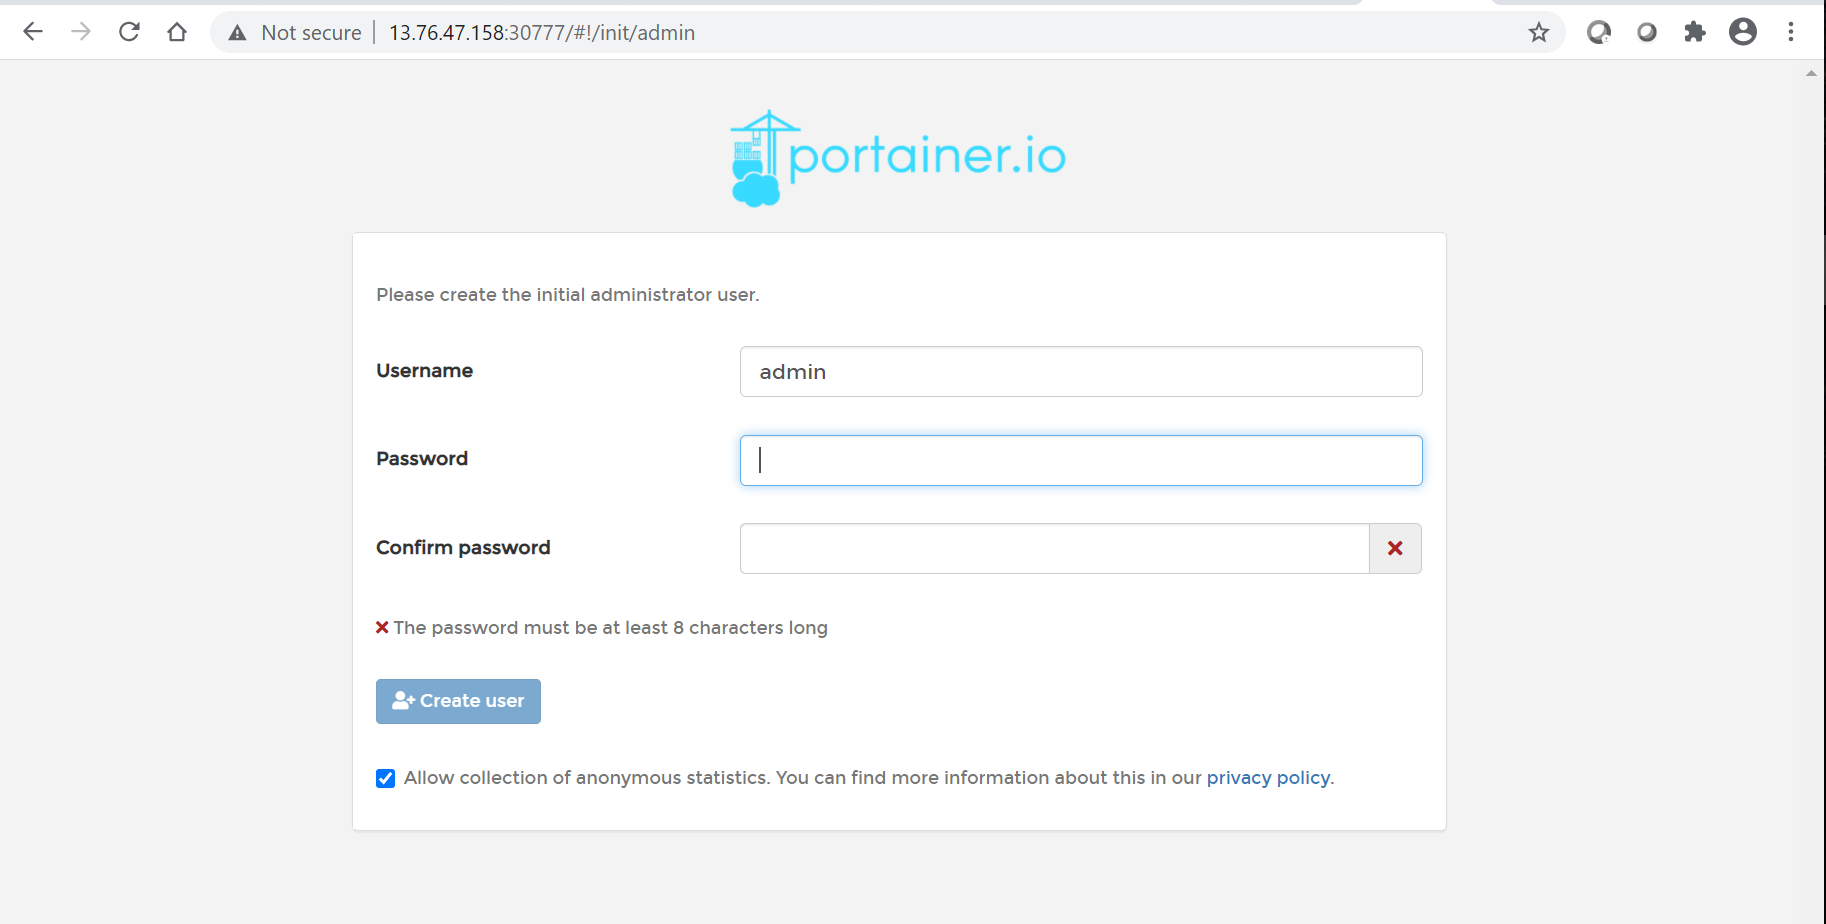 Not secure | 13.76.47.158:30777/#!/init/admin
portainer.io
Please create the initial administrator user.
Username
admin
Password
Confirm password
The password must be at least 8 characters long
Create user
Allow collection of anonymous statistics. You can find more information about this in our privacy policy.